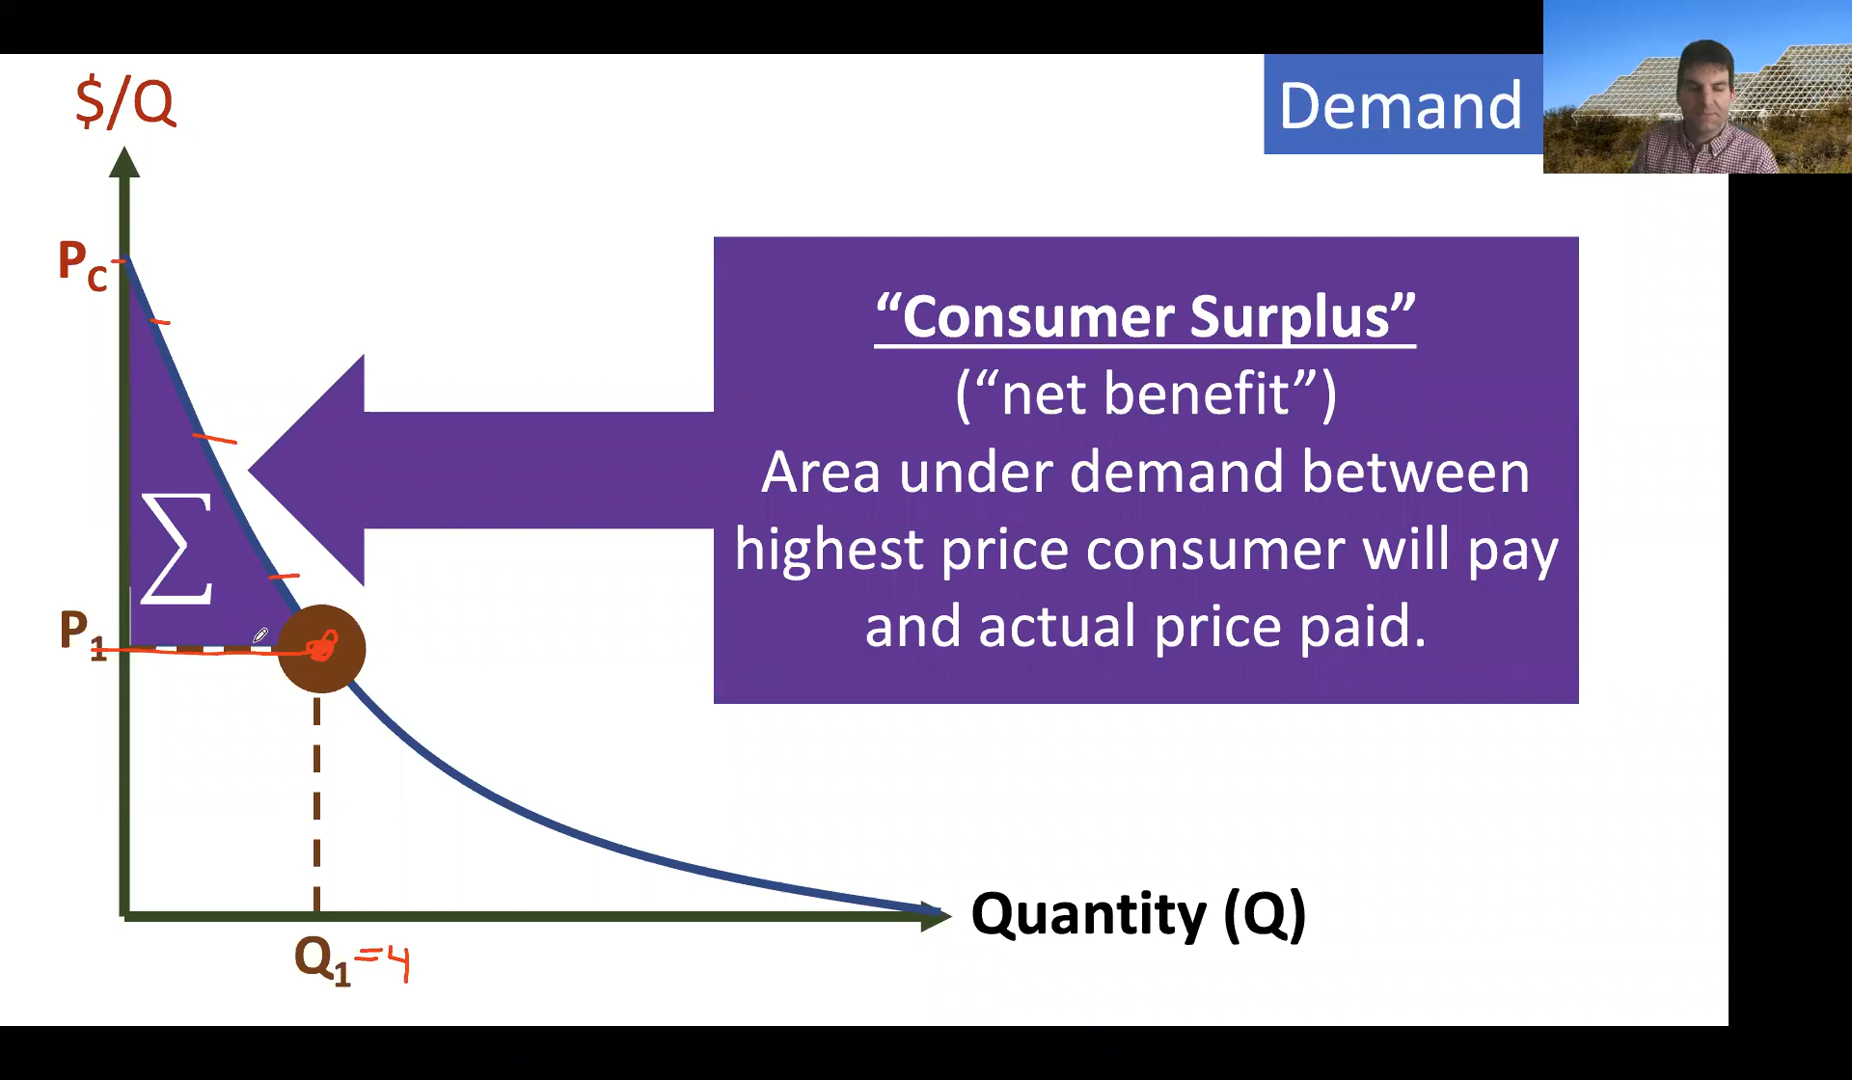 $/Q
Demand
P_C
“Consumer Surplus”
(“net benefit”)
Area under demand between
highest price consumer will pay
and actual price paid.
∑
P_1
Quantity (Q)
Q_1 =4